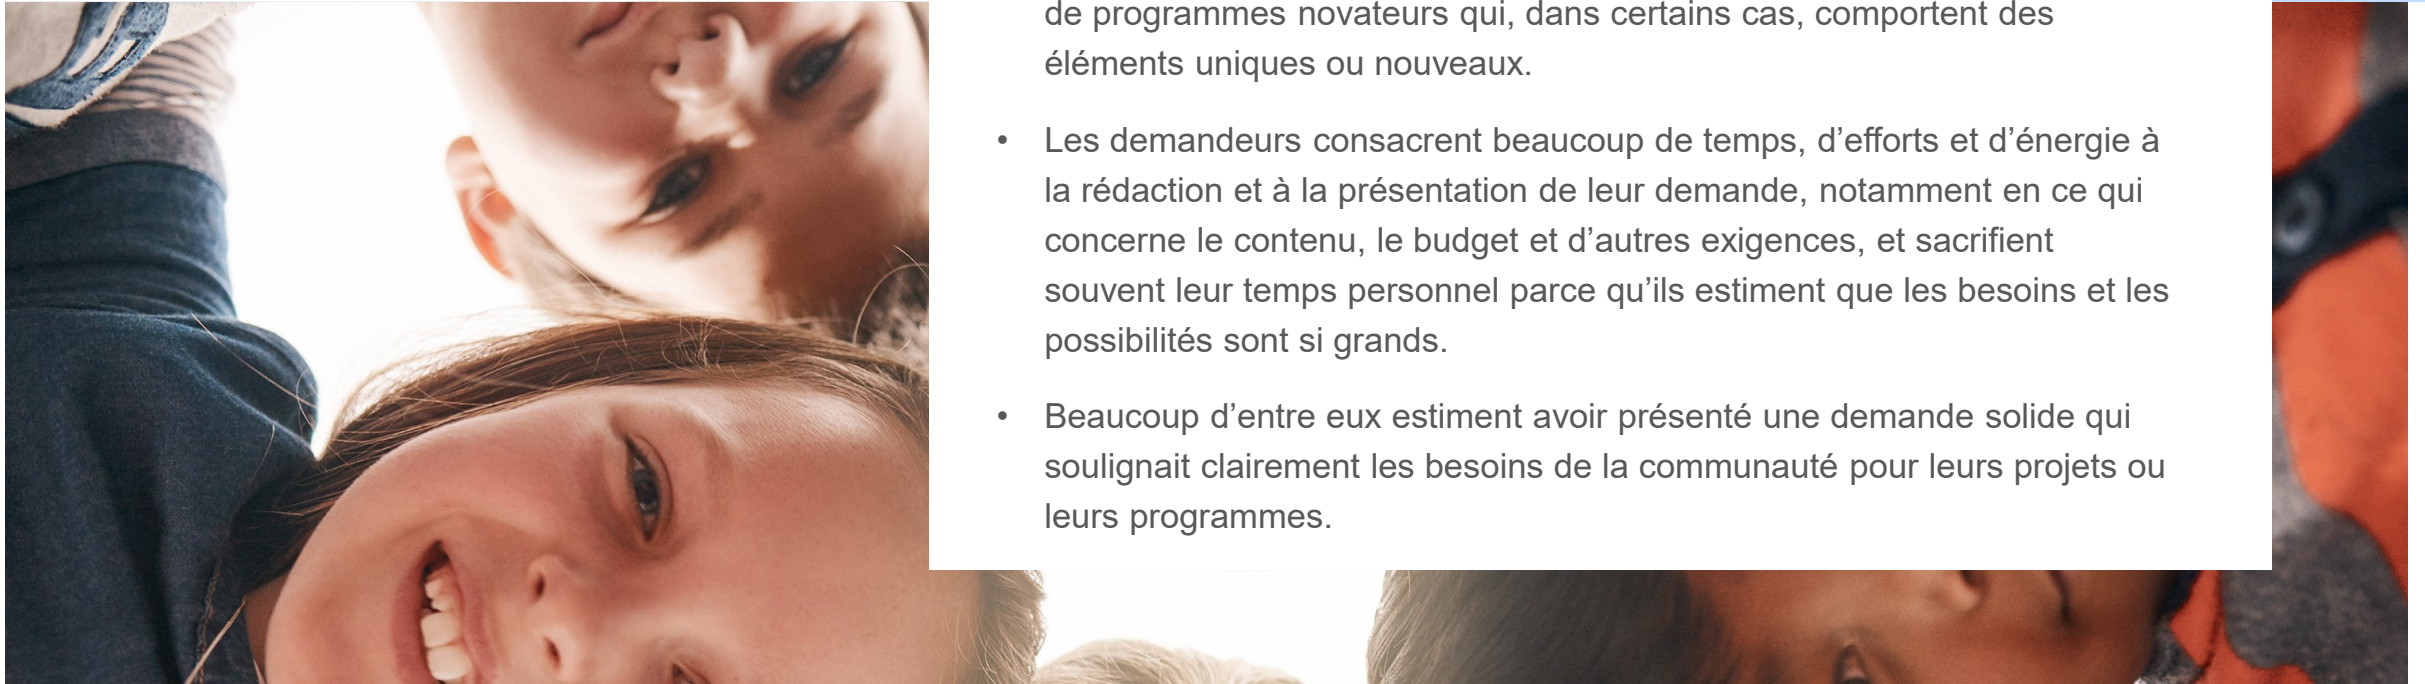 de programmes novateurs qui, dans certains cas, comportent des
éléments uniques ou nouveaux.
• Les demandeurs consacrent beaucoup de temps, d’efforts et d’énergie à
la rédaction et à la présentation de leur demande, notamment en ce qui
concerne le contenu, le budget et d’autres exigences, et sacrifient
souvent leur temps personnel parce qu’ils estiment que les besoins et les
possibilités sont si grands.
• Beaucoup d’entre eux estiment avoir présenté une demande solide qui
soulignait clairement les besoins de la communauté pour leurs projets ou
leurs programmes.